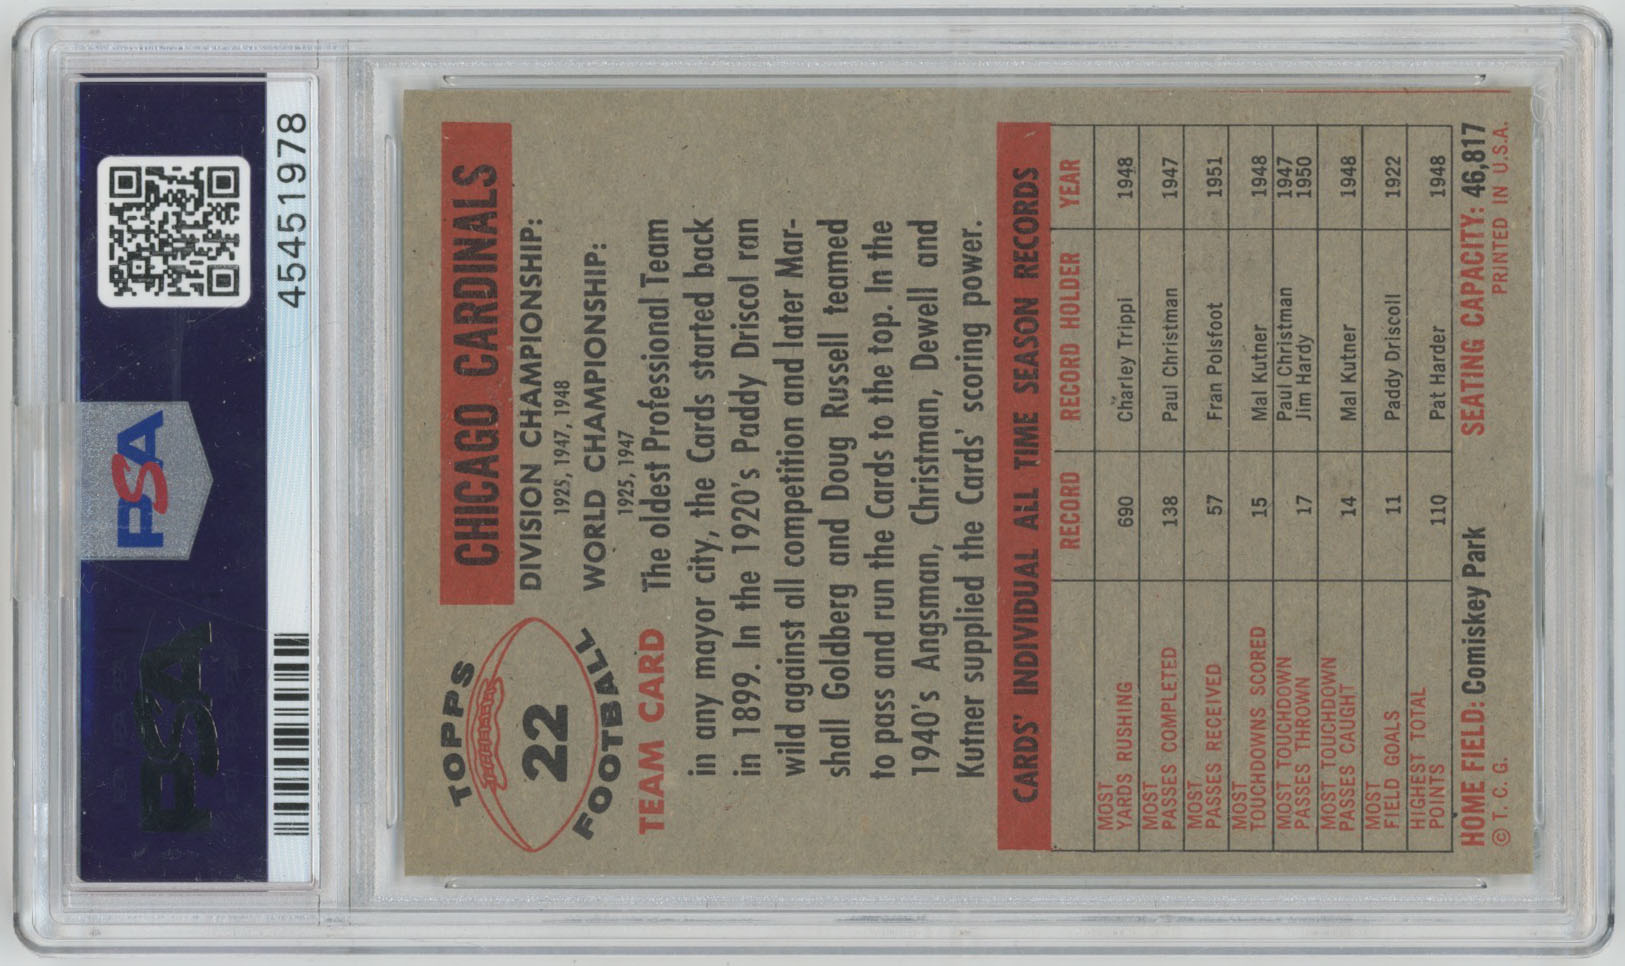 PSA
45451978
PSA
TOPPS
22
FOOTBALL
CHICAGO CARDINALS
DIVISION CHAMPIONSHIP:
1925, 1947, 1948
WORLD CHAMPIONSHIP:
1925, 1947
TEAM CARD The oldest Professional Team
in any mayor city, the Cards started back
in 1899. In the 1920's Paddy Driscol ran
wild against all competition and later Mar-
shall Goldberg and Doug Russell teamed
to pass and run the Cards to the top. In the
1940's Angsman, Christman, Dewell and
Kutner supplied the Cards' scoring power.
CARDS' INDIVIDUAL ALL TIME SEASON RECORDS
RECORD RECORD HOLDER YEAR
MOST
YARDS RUSHING 690 Charley Trippi 1948
MOST
PASSES COMPLETED 138 Paul Christman 1947
MOST
PASSES RECEIVED 57 Fran Polsfoot 1951
MOST
TOUCHDOWNS SCORED 15 Mal Kutner 1948
MOST TOUCHDOWN Paul Christman 1947
PASSES THROWN 17 Jim Hardy 1950
MOST TOUCHDOWN
PASSES CAUGHT 14 Mal Kutner 1948
MOST
FIELD GOALS 11 Paddy Driscoll 1922
HIGHEST TOTAL
POINTS 110 Pat Harder 1948
HOME FIELD: Comiskey Park SEATING CAPACITY: 46,817
© T. C. G. PRINTED IN U.S.A.